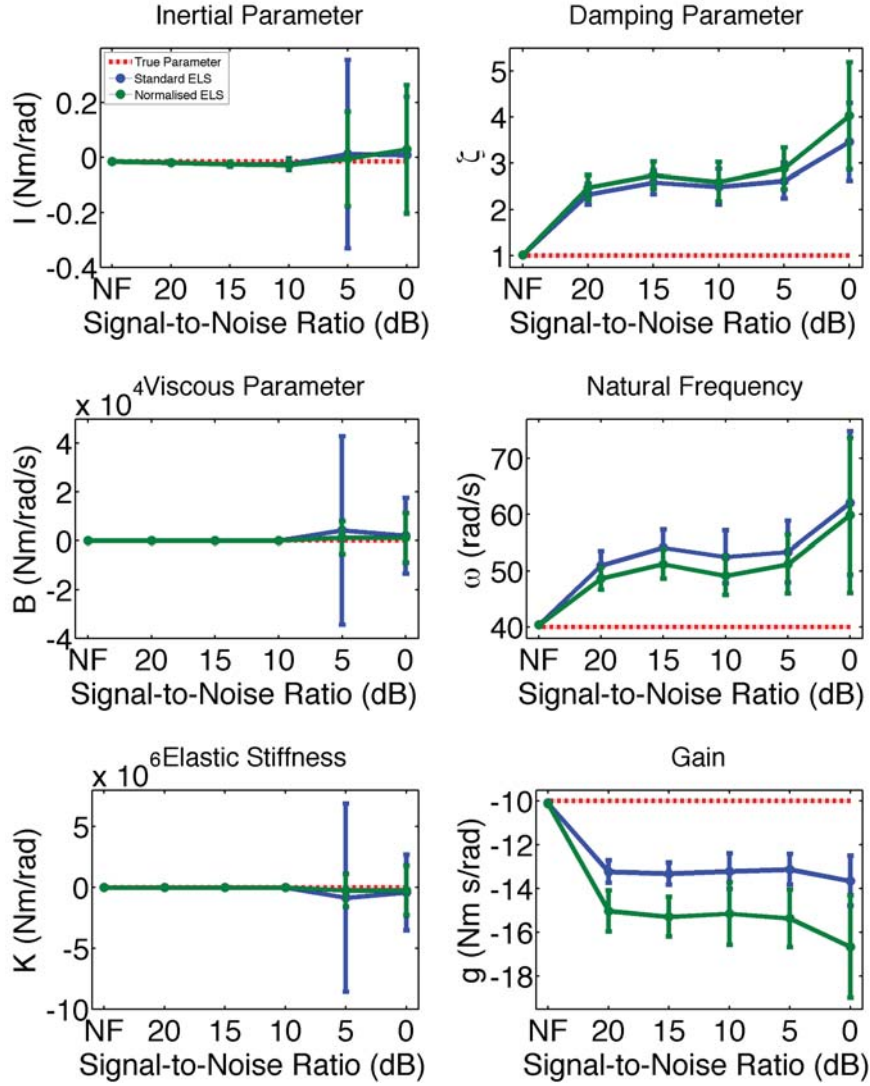 Inertial Parameter
True Parameter
Standard ELS
Normalised ELS
0.2
0
-0.2
-0.4
I (Nm/rad)
NF 20 15 10 5 0
Signal-to-Noise Ratio (dB)
Damping Parameter
5
4
3
2
1
ζ
NF 20 15 10 5 0
Signal-to-Noise Ratio (dB)
x 10⁴ Viscous Parameter
4
2
0
-2
-4
B (Nm/rad/s)
NF 20 15 10 5 0
Signal-to-Noise Ratio (dB)
Natural Frequency
70
60
50
40
ω (rad/s)
NF 20 15 10 5 0
Signal-to-Noise Ratio (dB)
x 10⁶ Elastic Stiffness
5
0
-5
-10
K (Nm/rad)
NF 20 15 10 5 0
Signal-to-Noise Ratio (dB)
Gain
-10
-12
-14
-16
-18
g (Nm s/rad)
NF 20 15 10 5 0
Signal-to-Noise Ratio (dB)